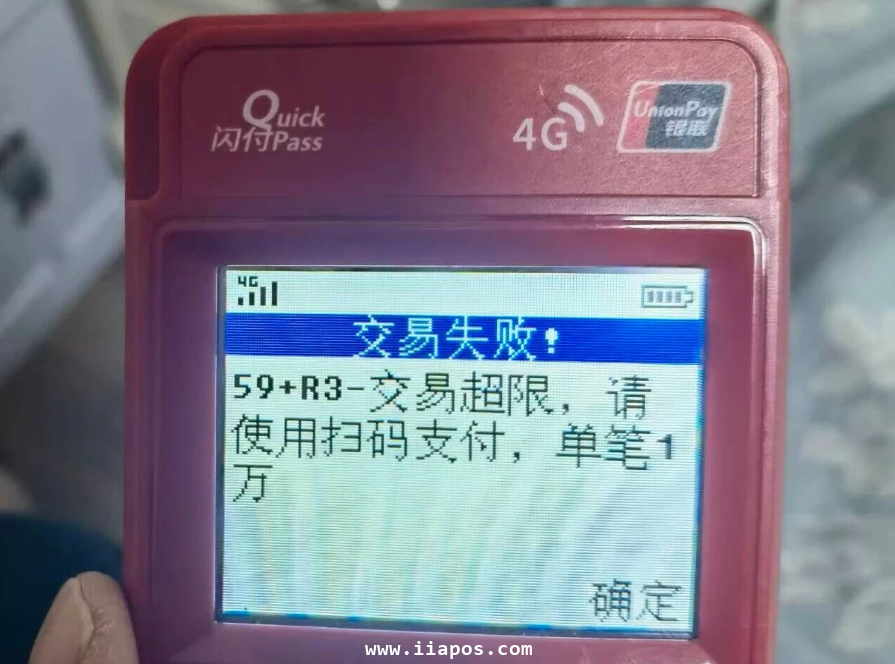 Quick
闪付Pass
4G
UnionPay
银联
4G
交易失败!
59+R3-交易超限，请
使用扫码支付，单笔1
万
确定
www.iiapos.com